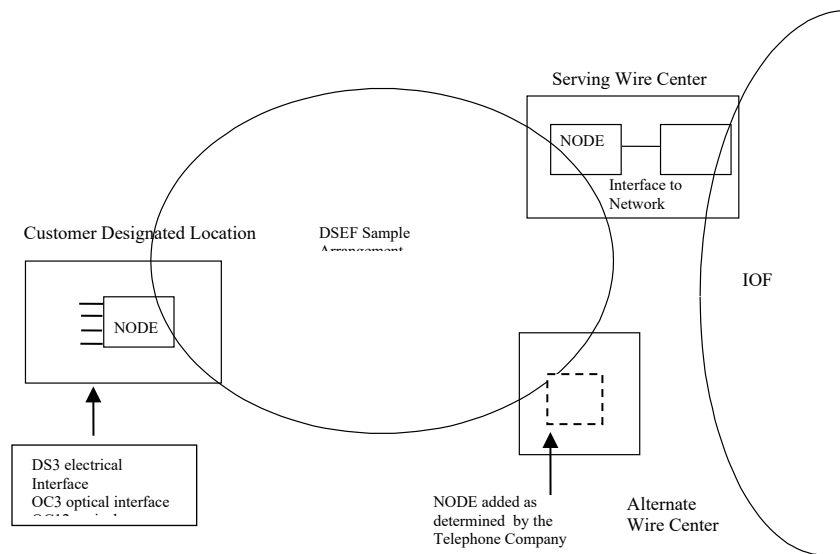 Serving Wire Center
NODE
Interface to
Network
Customer Designated Location
DSEF Sample
Arrangement
IOF
NODE
DS3 electrical
Interface
OC3 optical interface
NODE added as
determined by the
Telephone Company
Alternate
Wire Center